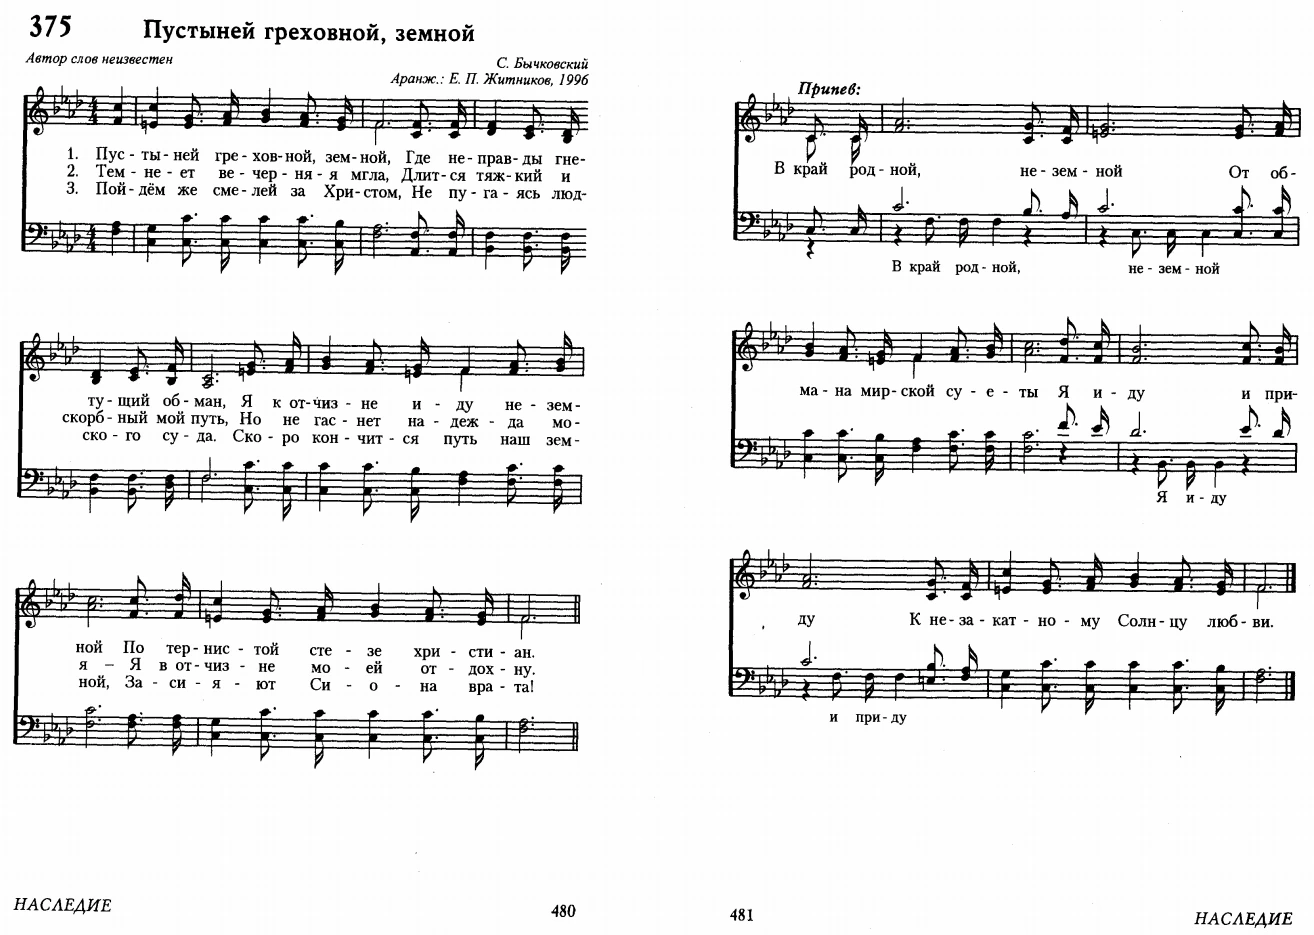 375 Пустыней греховной, земной
Автор слов неизвестен
С. Бычковский
Аранж.: Е. П. Житников, 1996
1. Пус - ты - ней гре - хов - ной, зем - ной, Где не - прав - ды гне-
2. Тем - не - ет ве - чер - ня - я мгла, Длит - ся тяж - кий и
3. Пой - дём же сме - лей за Хри - стом, Не пу - га - ясь люд-
ту - щий об - ман, Я к от - чиз - не и - ду не - зем-
скорб - ный мой путь, Но не гас - нет на - деж - да мо-
ско - го су - да. Ско - ро кон - чит - ся путь наш зем-
ной По тер - нис - той сте - зе хри - сти - ан.
я – Я в от - чиз - не мо - ей от - дох - ну.
ной, За - си - я - ют Си - о - на вра - та!
НАСЛЕДИЕ 480
Припев:
В край род - ной, не - зем - ной От об-
В край род - ной, не - зем - ной
ма - на мир - ской су - е - ты Я и - ду и при-
Я и - ду
ду К не - за - кат - но - му Солн - цу люб - ви.
и при - ду
481 НАСЛЕДИЕ